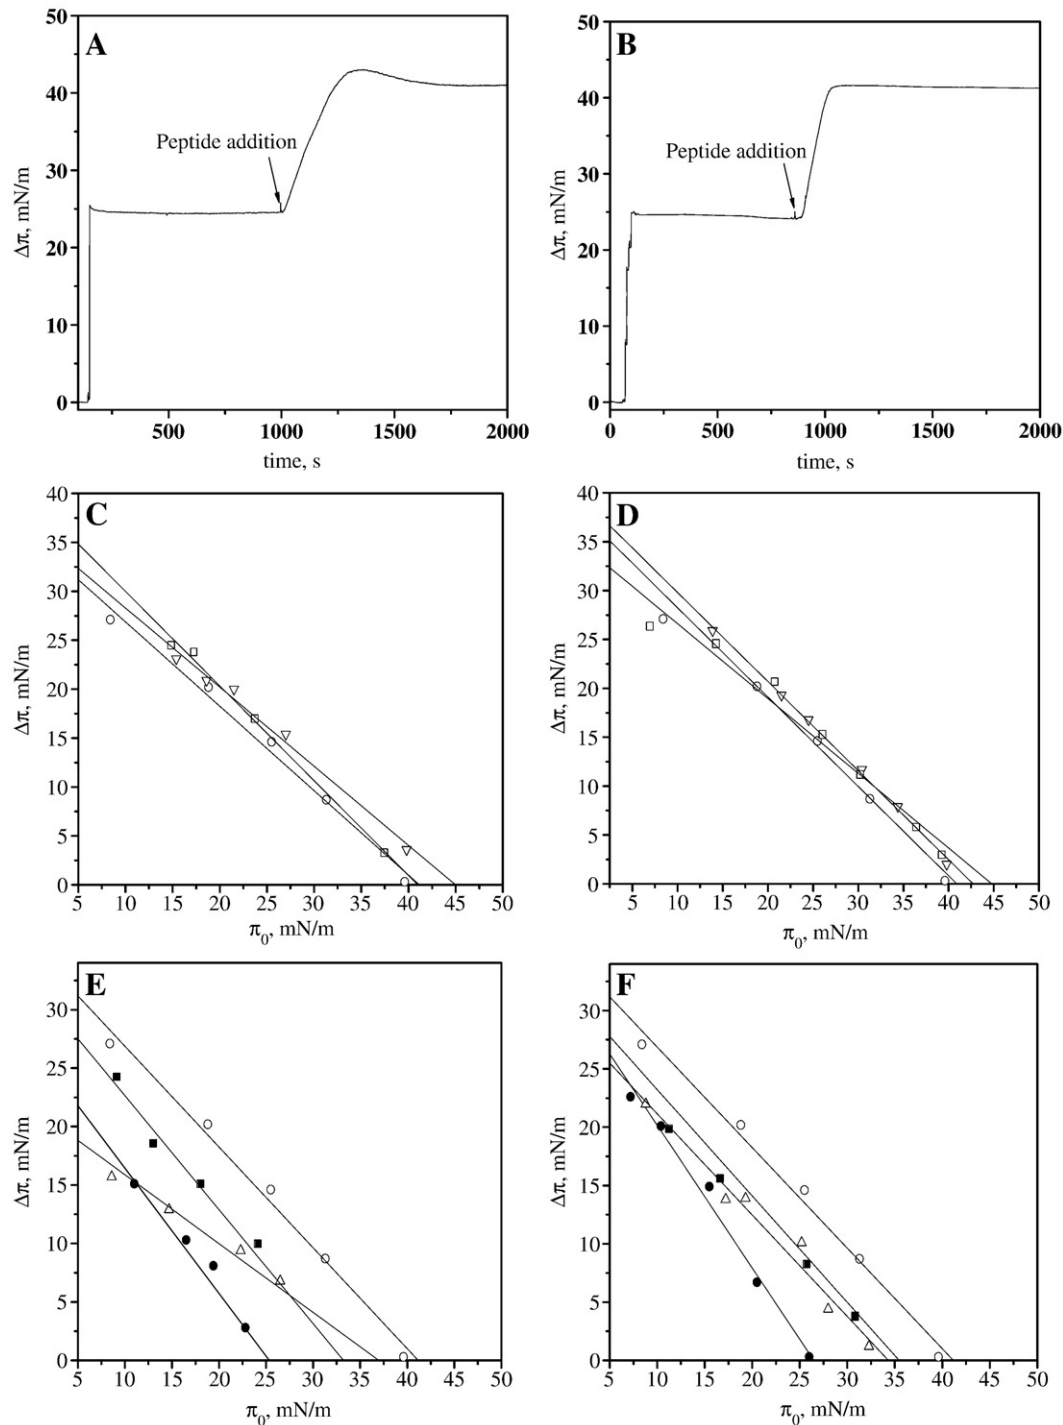 A
50
40
30
20
10
0
Δπ, mN/m
Peptide addition
500 1000 1500 2000
time, s
B
50
40
30
20
10
0
Δπ, mN/m
Peptide addition
0 500 1000 1500 2000
time, s
C
40
35
30
25
20
15
10
5
0
Δπ, mN/m
5 10 15 20 25 30 35 40 45 50
π0, mN/m
D
40
35
30
25
20
15
10
5
0
Δπ, mN/m
5 10 15 21 25 30 35 40 45 50
π0, mN/m
E
30
25
20
15
10
5
0
Δπ, mN/m
5 10 15 20 25 30 35 40 45 50
π0, mN/m
F
30
25
20
15
10
5
0
Δπ, mN/m
5 10 15 20 25 30 35 40 45 50
π0, mN/m